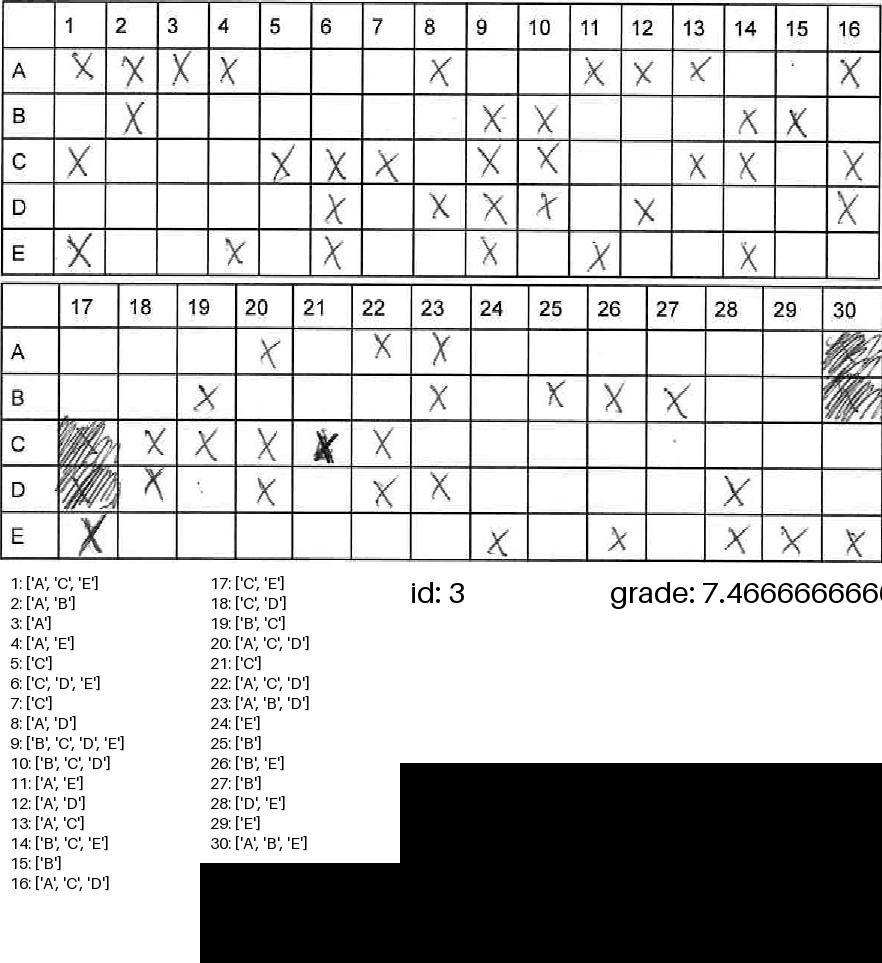 1 2 3 4 5 6 7 8 9 10 11 12 13 14 15 16
A X X X X X X X X X
B X X X X X
C X X X X X X X X X
D X X X X X X
E X X X X X X
17 18 19 20 21 22 23 24 25 26 27 28 29 30
A X X X
B X X X X X
C X X X X X
D X X X X X
E X X X X X X
1: ['A', 'C', 'E']
2: ['A', 'B']
3: ['A']
4: ['A', 'E']
5: ['C']
6: ['C', 'D', 'E']
7: ['C']
8: ['A', 'D']
9: ['B', 'C', 'D', 'E']
10: ['B', 'C', 'D']
11: ['A', 'E']
12: ['A', 'D']
13: ['A', 'C']
14: ['B', 'C', 'E']
15: ['B']
16: ['A', 'C', 'D']
17: ['C', 'E']
18: ['C', 'D']
19: ['B', 'C']
20: ['A', 'C', 'D']
21: ['C']
22: ['A', 'C', 'D']
23: ['A', 'B', 'D']
24: ['E']
25: ['B']
26: ['B', 'E']
27: ['B']
28: ['D', 'E']
29: ['E']
30: ['A', 'B', 'E']
id: 3
grade: 7.4666666666